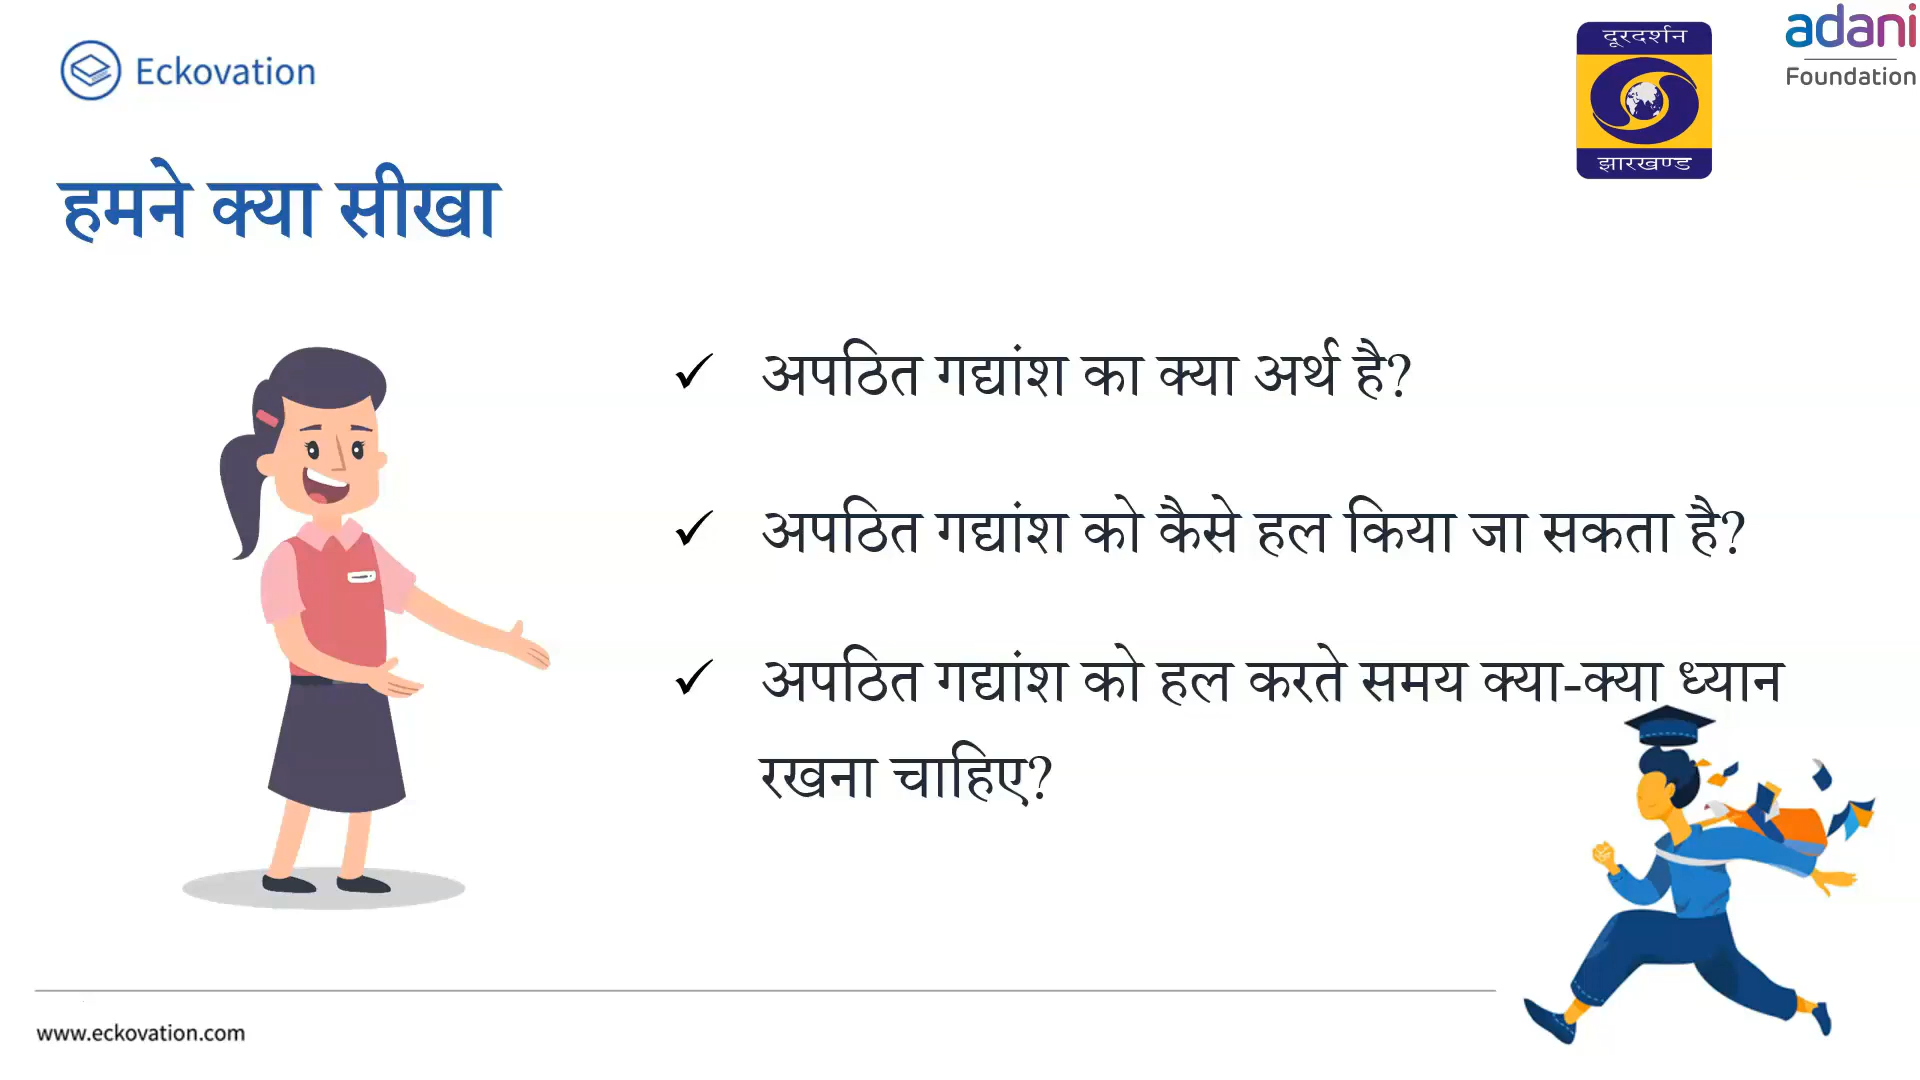 Eckovation
दूरदर्शन
झारखण्ड
adani
Foundation
हमने क्या सीखा
✓ अपठित गद्यांश का क्या अर्थ है?
✓ अपठित गद्यांश को कैसे हल किया जा सकता है?
✓ अपठित गद्यांश को हल करते समय क्या-क्या ध्यान
रखना चाहिए?
www.eckovation.com